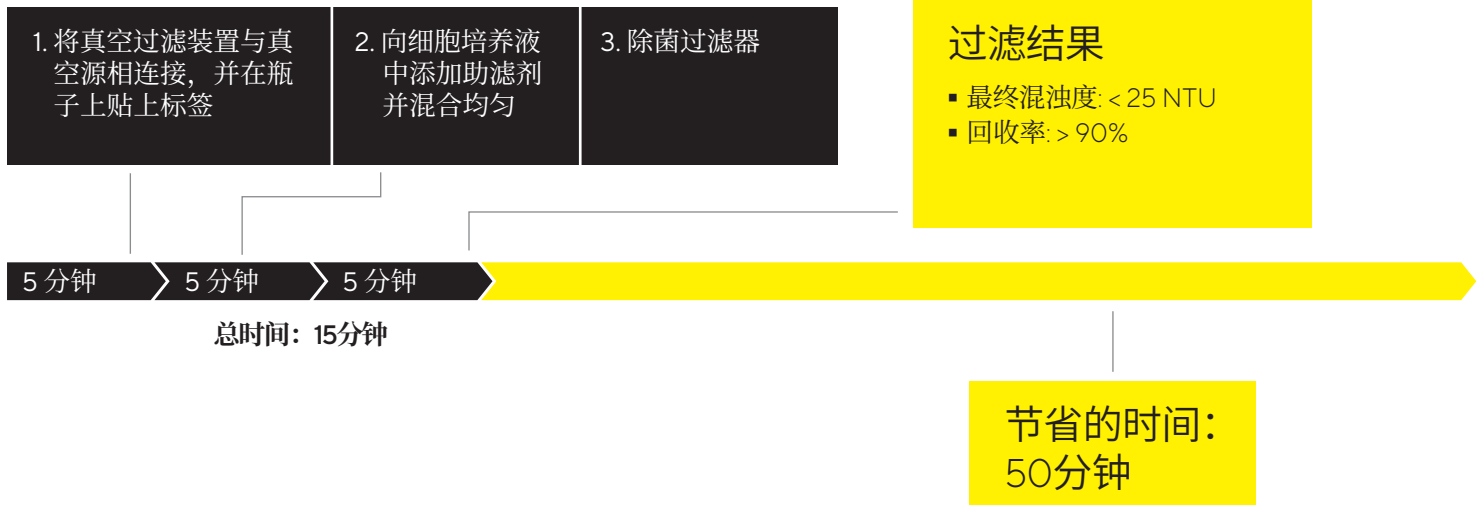 1. 将真空过滤装置与真
空源相连接，并在瓶
子上贴上标签
2. 向细胞培养液
中添加助滤剂
并混合均匀
3. 除菌过滤器
过滤结果
▪ 最终混浊度: < 25 NTU
▪ 回收率: > 90%
5 分钟
5 分钟
5 分钟
总时间：15分钟
节省的时间：
50分钟